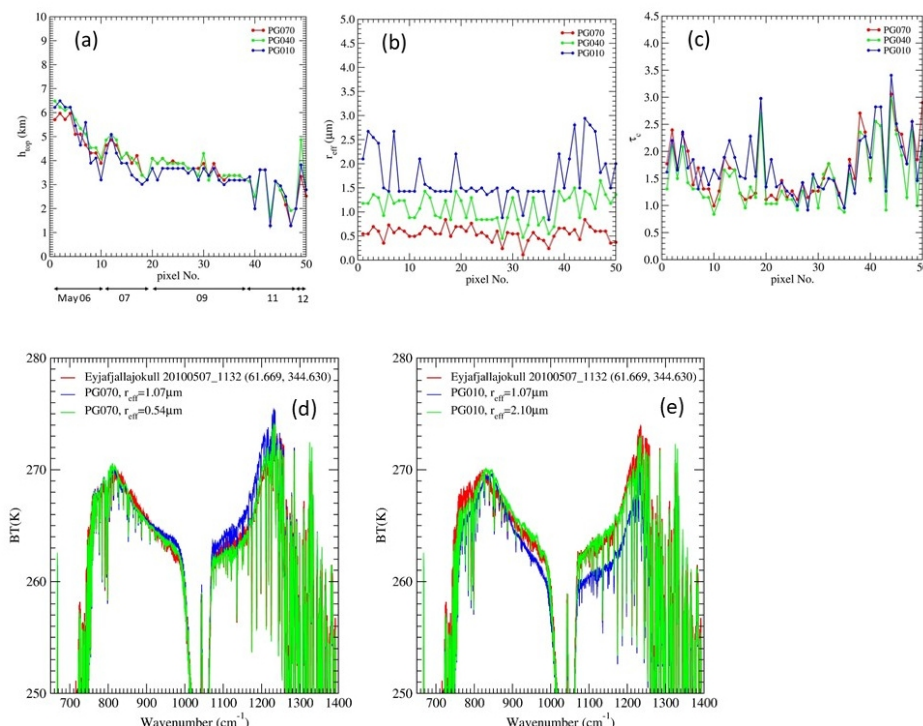 (a)
PG070
PG040
PG010
10
9
8
7
6
5
4
3
2
1
0
h_top (km)
0 10 20 30 40 50
pixel No.
May 06 07 09 11 12
(b)
PG070
PG040
PG010
5.0
4.5
4.0
3.5
3.0
2.5
2.0
1.5
1.0
0.5
0.0
r_eff (μm)
0 10 20 30 40 50
pixel No.
(c)
PG070
PG040
PG010
4.5
4.0
3.5
3.0
2.5
2.0
1.5
1.0
0.5
0.0
τ_c
0 10 20 30 40 50
pixel No.
280
270
260
250
BT(K)
Eyjafjallajokull 20100507_1132 (61.669, 344.630)
PG070, r_eff=1.07μm
PG070, r_eff=0.54μm
(d)
700 800 900 1000 1100 1200 1300 1400
Wavenumber (cm⁻¹)
280
270
260
250
BT(K)
Eyjafjallajokull 20100507_1132 (61.669, 344.630)
PG010, r_eff=1.07μm
PG010, r_eff=2.10μm
(e)
700 800 900 1000 1100 1200 1300 1400
Wavenumber (cm⁻¹)